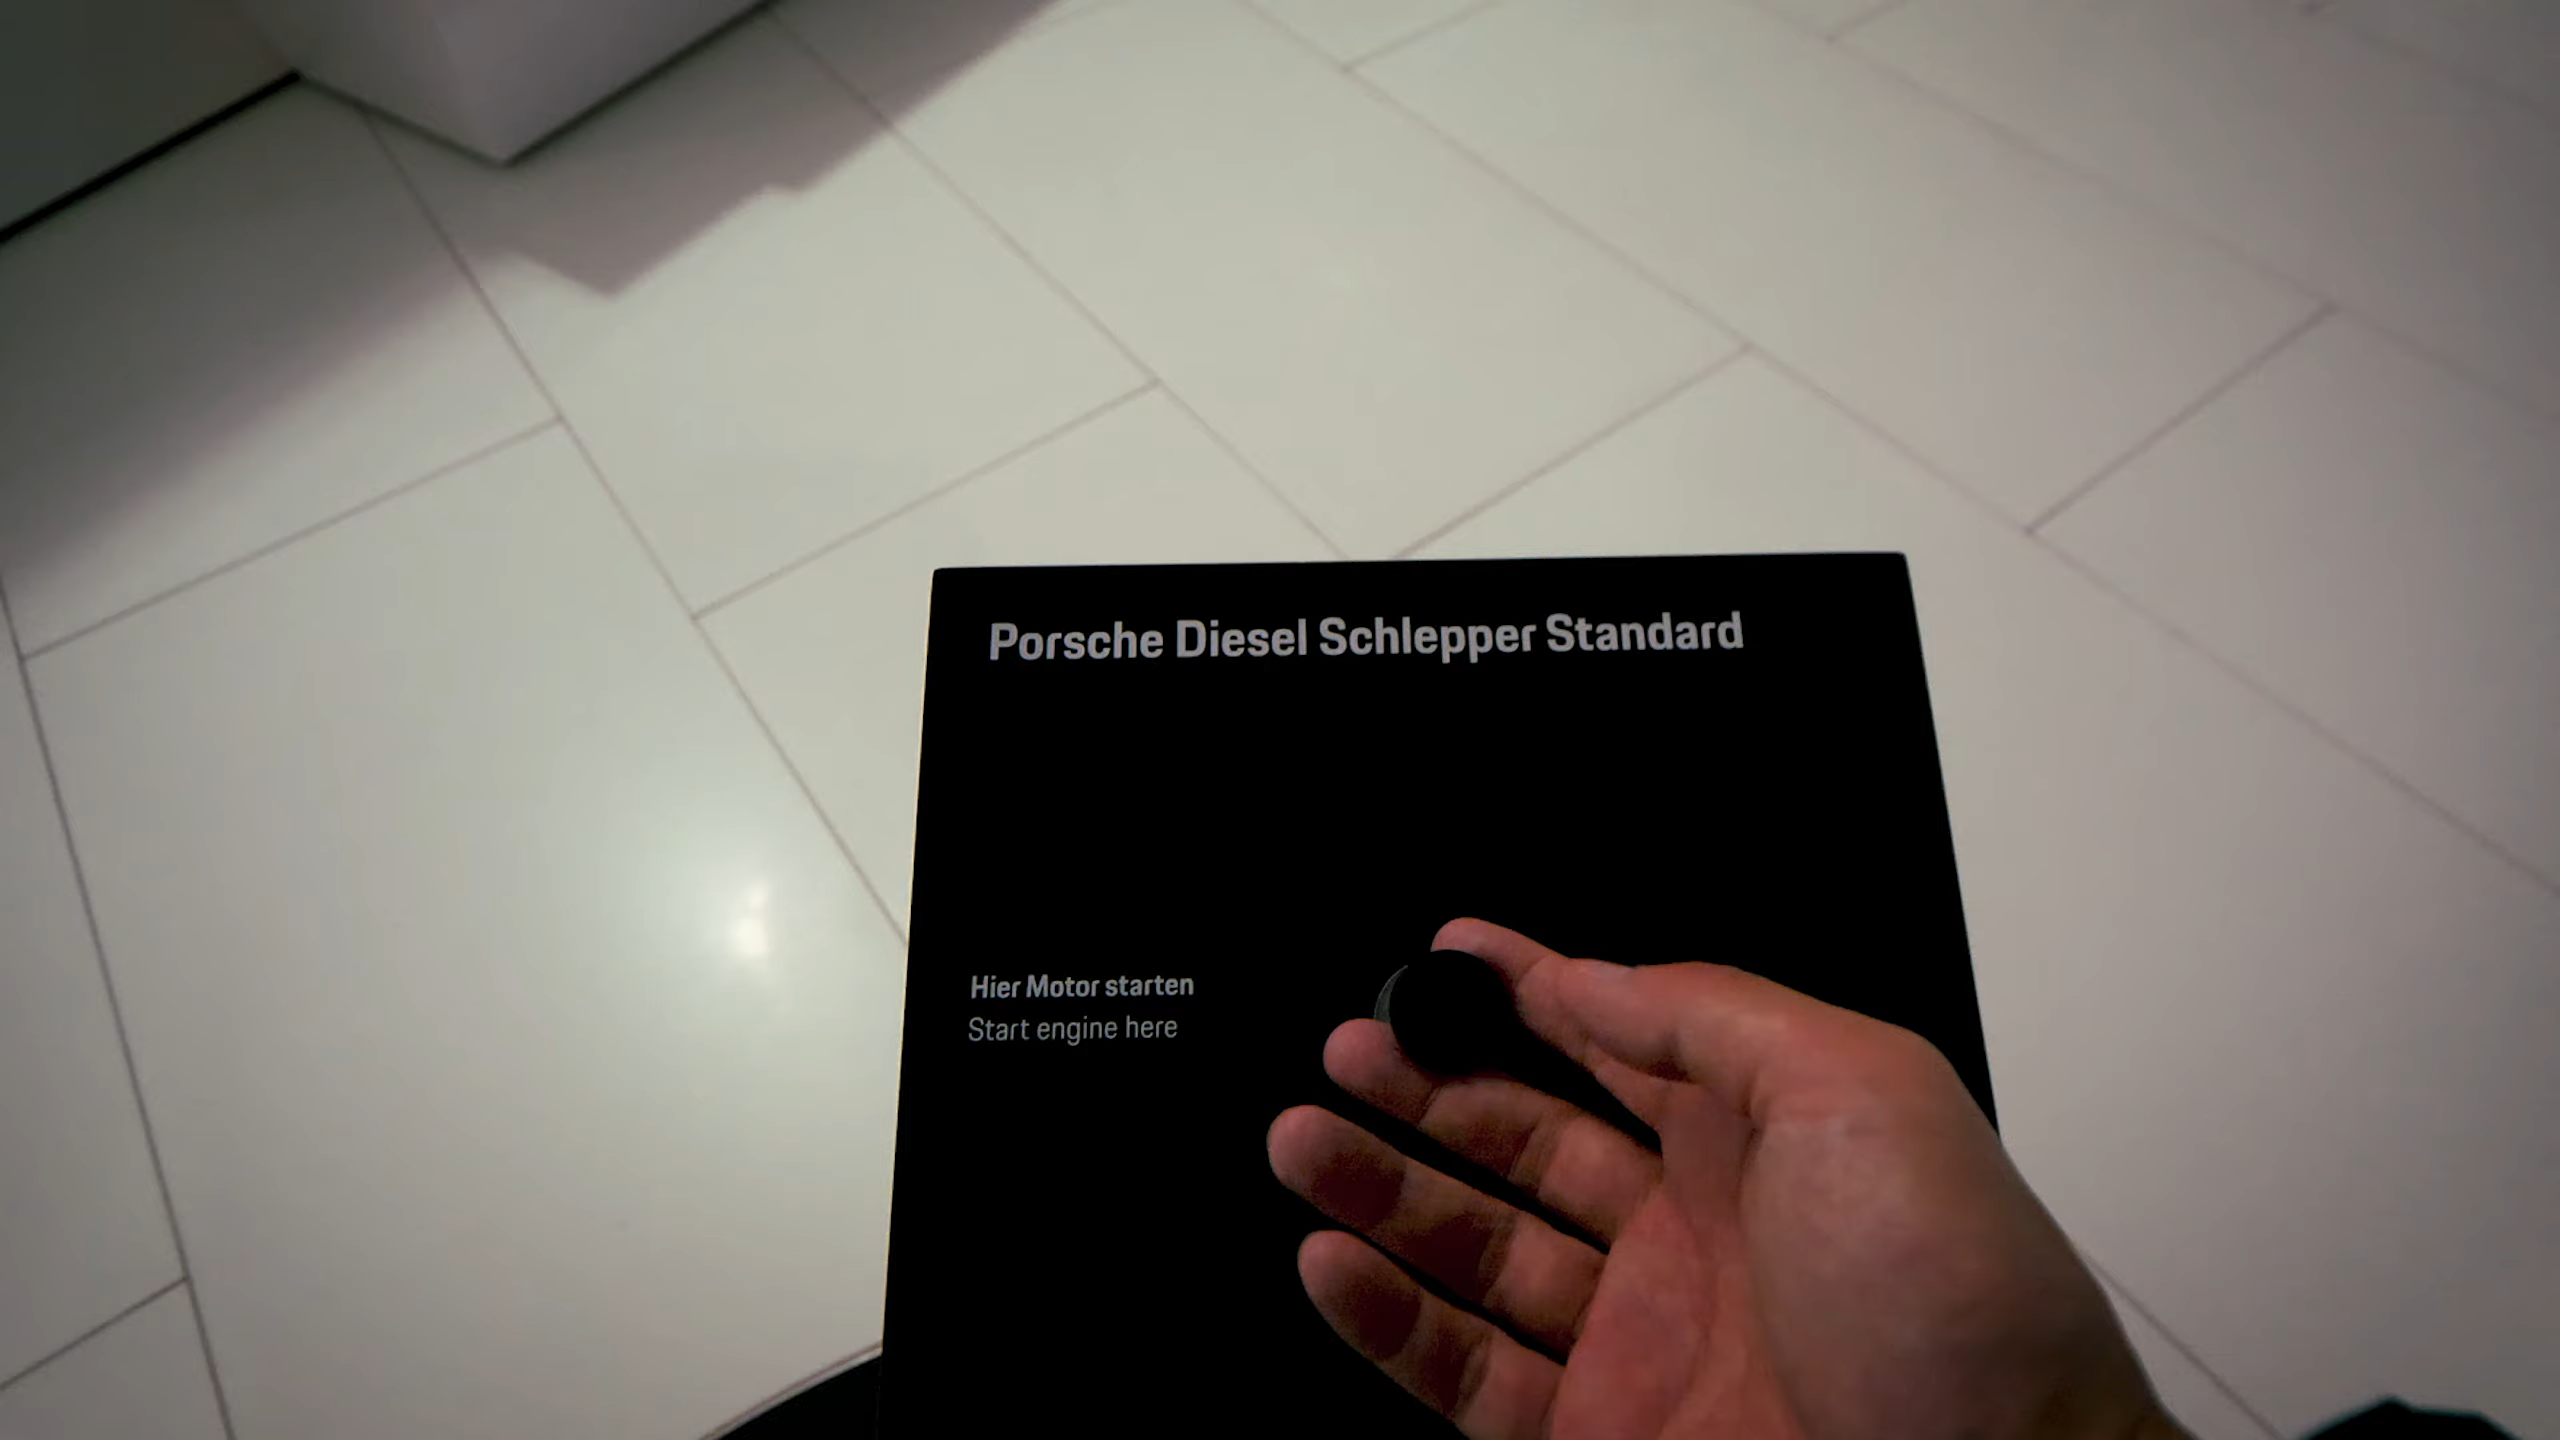 Porsche Diesel Schlepper Standard
Hier Motor starten
Start engine here